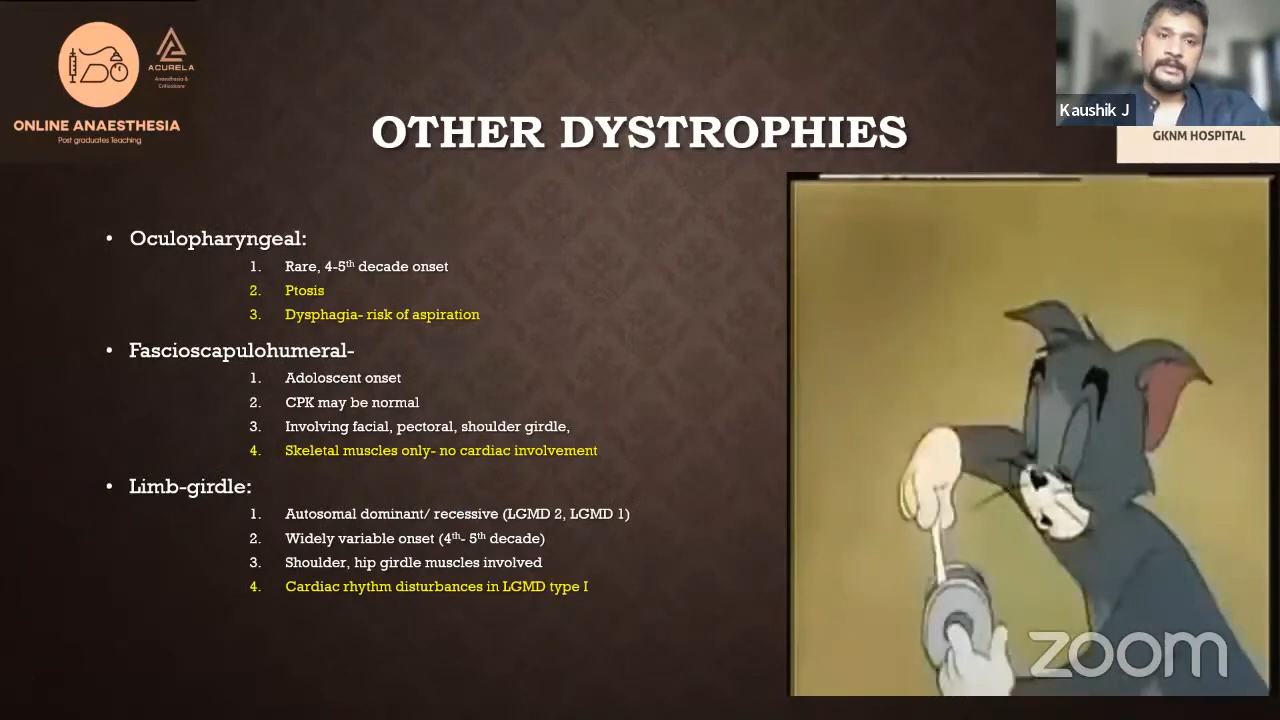 ONLINE ANAESTHESIA
Post graduates Teaching
ACURELA
Anaesthesia &
Criticalcare
Kaushik J
GKNM HOSPITAL
OTHER DYSTROPHIES
• Oculopharyngeal:
1. Rare, 4-5th decade onset
2. Ptosis
3. Dysphagia- risk of aspiration
• Fascioscapulohumeral-
1. Adoloscent onset
2. CPK may be normal
3. Involving facial, pectoral, shoulder girdle,
4. Skeletal muscles only- no cardiac involvement
• Limb-girdle:
1. Autosomal dominant/ recessive (LGMD 2, LGMD 1)
2. Widely variable onset (4th- 5th decade)
3. Shoulder, hip girdle muscles involved
4. Cardiac rhythm disturbances in LGMD type I
zoom